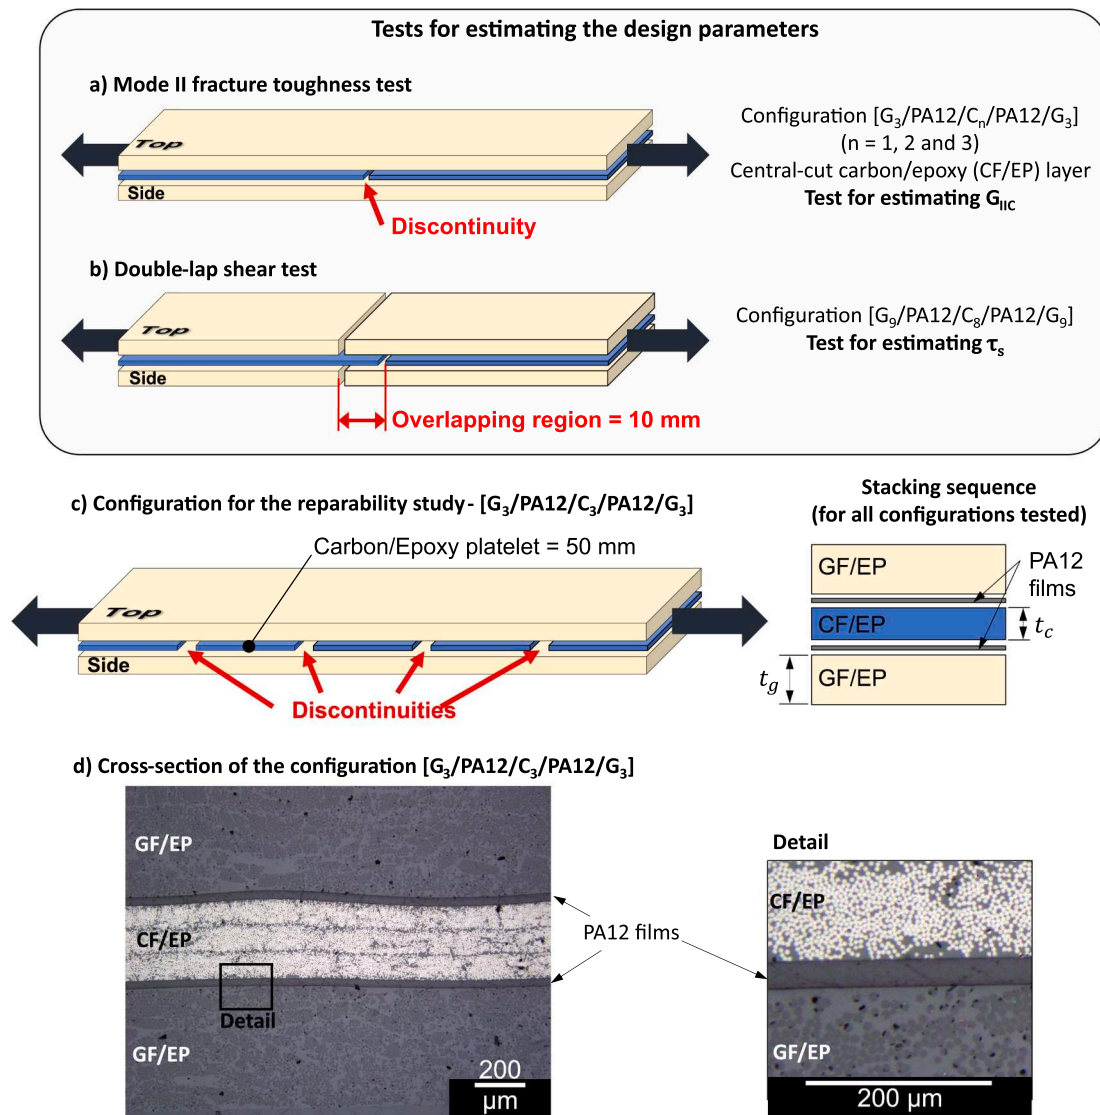 Tests for estimating the design parameters
a) Mode II fracture toughness test
Top
Side
Discontinuity
Configuration [G3/PA12/Cn/PA12/G3]
(n = 1, 2 and 3)
Central-cut carbon/epoxy (CF/EP) layer
Test for estimating GIIC
b) Double-lap shear test
Top
Side
Overlapping region = 10 mm
Configuration [G9/PA12/C8/PA12/G9]
Test for estimating τs
c) Configuration for the reparability study - [G3/PA12/C3/PA12/G3]
Carbon/Epoxy platelet = 50 mm
Top
Side
Discontinuities
Stacking sequence
(for all configurations tested)
GF/EP
PA12
films
CF/EP
tc
tg
GF/EP
d) Cross-section of the configuration [G3/PA12/C3/PA12/G3]
GF/EP
CF/EP
Detail
GF/EP
200
µm
PA12 films
Detail
CF/EP
GF/EP
200 µm